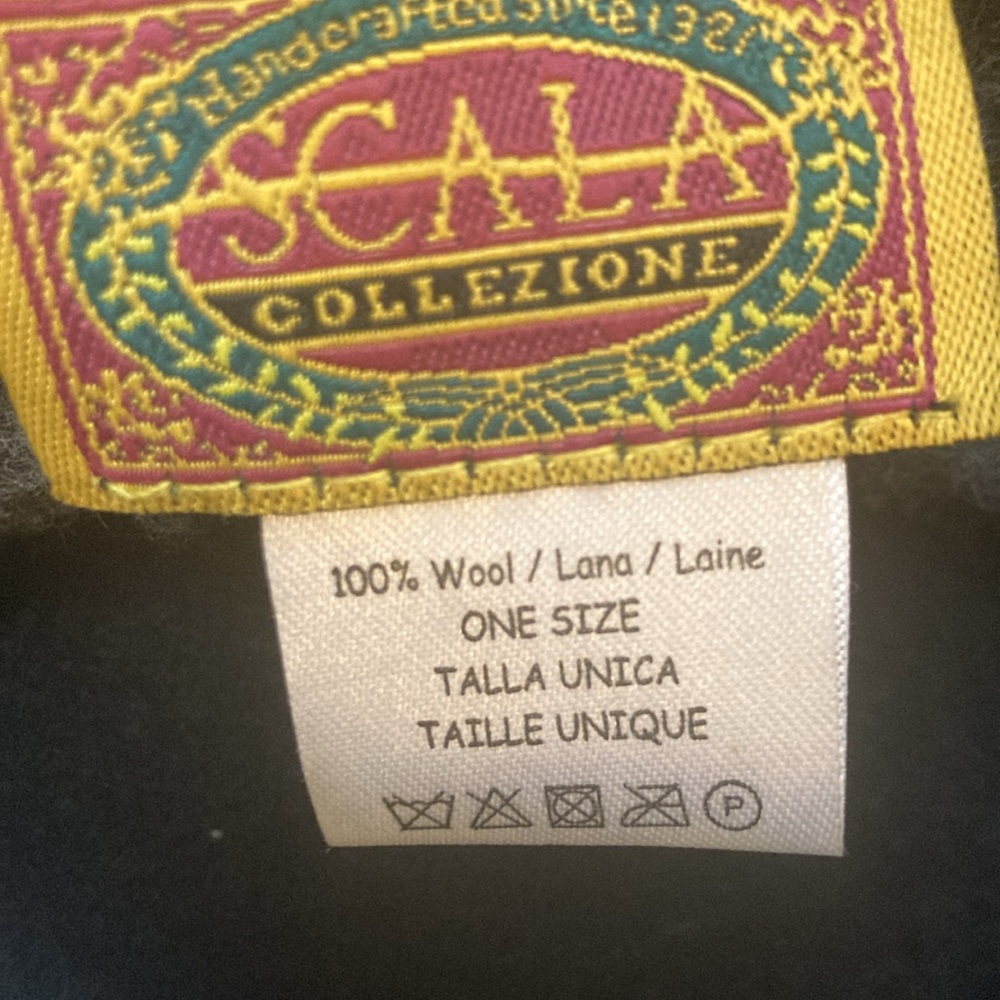 Handcrafted Since 1921
SCALA
COLLEZIONE
100% Wool / Lana / Laine
ONE SIZE
TALLA UNICA
TAILLE UNIQUE
P